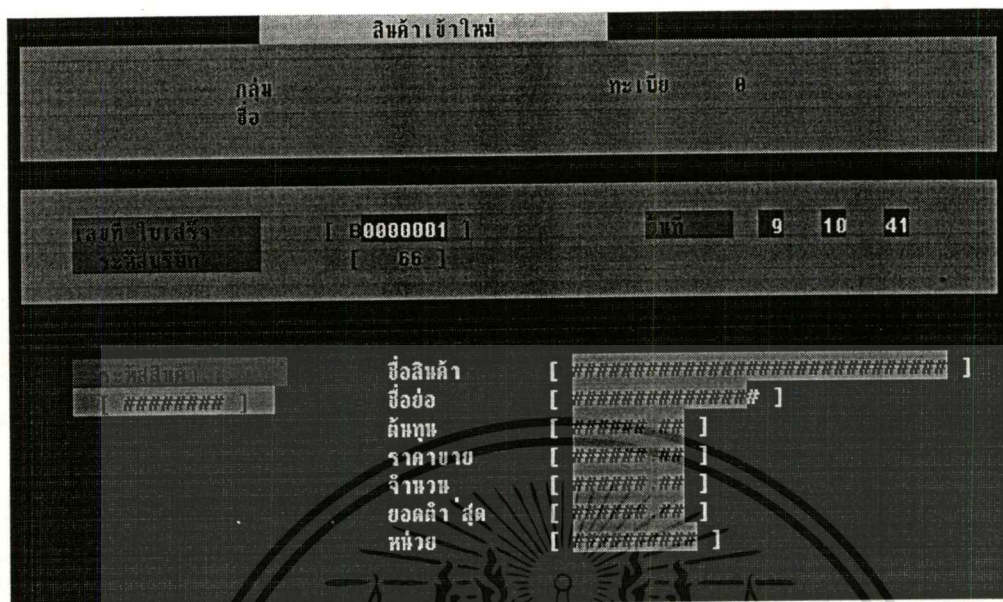 สินค้าเข้าใหม่
กลุ่ม ทะเบีย 0
ชื่อ
เลขที่ ใบเสร็จ [ B0000001 ] วันที่ 9 10 41
ระหัสบริษัท [ 66 ]
ระหัสสินค้า ชื่อสินค้า [ ############################## ]
[ ######## ] ชื่อย่อ [ ############### ]
ต้นทุน [ ######.## ]
ราคาขาย [ ######.## ]
จำนวน [ ######.## ]
ยอดต่ำ สุด [ ######.## ]
หน่วย [ ########## ]